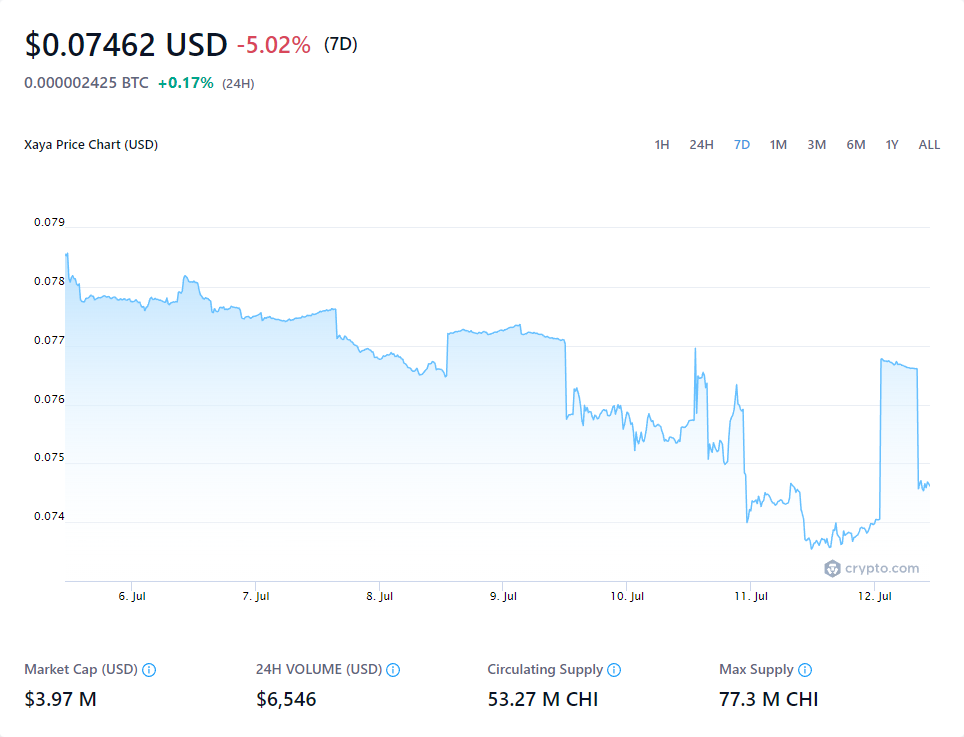 $0.07462 USD -5.02% (7D)
0.000002425 BTC +0.17% (24H)
Xaya Price Chart (USD) 1H 24H 7D 1M 3M 6M 1Y ALL
0.079
0.078
0.077
0.076
0.075
0.074
crypto.com
6. Jul 7. Jul 8. Jul 9. Jul 10. Jul 11. Jul 12. Jul
Market Cap (USD) 24H VOLUME (USD) Circulating Supply Max Supply
$3.97 M $6,546 53.27 M CHI 77.3 M CHI